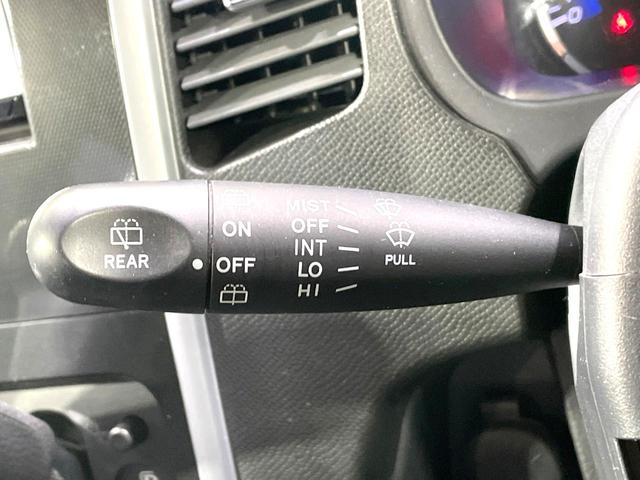 REAR
ON
OFF
MIST
OFF
INT
LO
HI
PULL